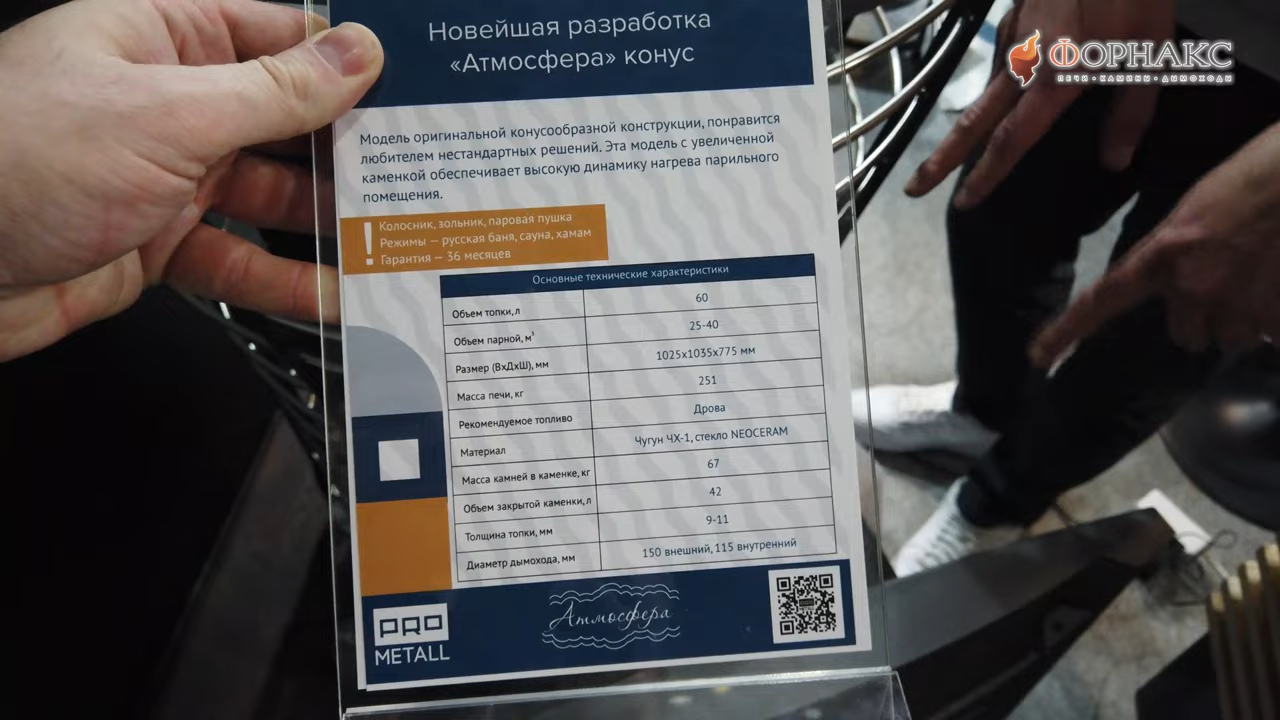 ФОРНАКС
ПЕЧИ • КАМИНЫ • ДЫМОХОДЫ
Новейшая разработка
«Атмосфера» конус
Модель оригинальной конусообразной конструкции, понравится
любителем нестандартных решений. Эта модель с увеличенной
каменкой обеспечивает высокую динамику нагрева парильного
помещения.
! Колосник, зольник, паровая пушка
Режимы — русская баня, сауна, хамам
Гарантия — 36 месяцев
Основные технические характеристики
Объем топки, л 60
Объем парной, м³ 25-40
Размер (ВxДxШ), мм 1025x1035x775 мм
Масса печи, кг 251
Рекомендуемое топливо Дрова
Материал Чугун ЧХ-1, стекло NEOCERAM
Масса камней в каменке, кг 67
Объем закрытой каменки, л 42
Толщина топки, мм 9-11
Диаметр дымохода, мм 150 внешний, 115 внутренний
PRO
METALL
Атмосфера